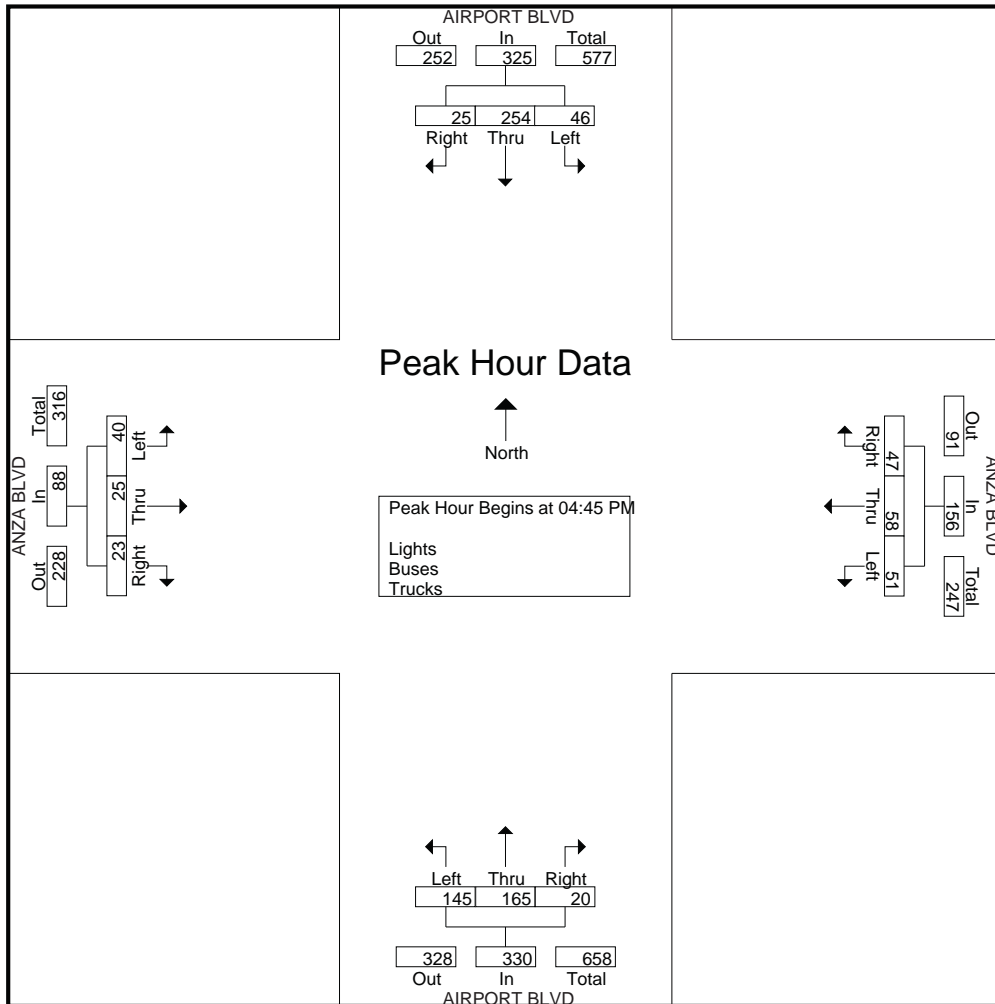 AIRPORT BLVD
Out In Total
252 325 577
25 254 46
Right Thru Left
Peak Hour Data
North
Peak Hour Begins at 04:45 PM
Lights
Buses
Trucks
ANZA BLVD
Out In Total
228 88 316
40 25 23
Left Thru Right
Right Thru Left
47 58 51
Out In Total
91 156 247
ANZA BLVD
Left Thru Right
145 165 20
328 330 658
Out In Total
AIRPORT BLVD